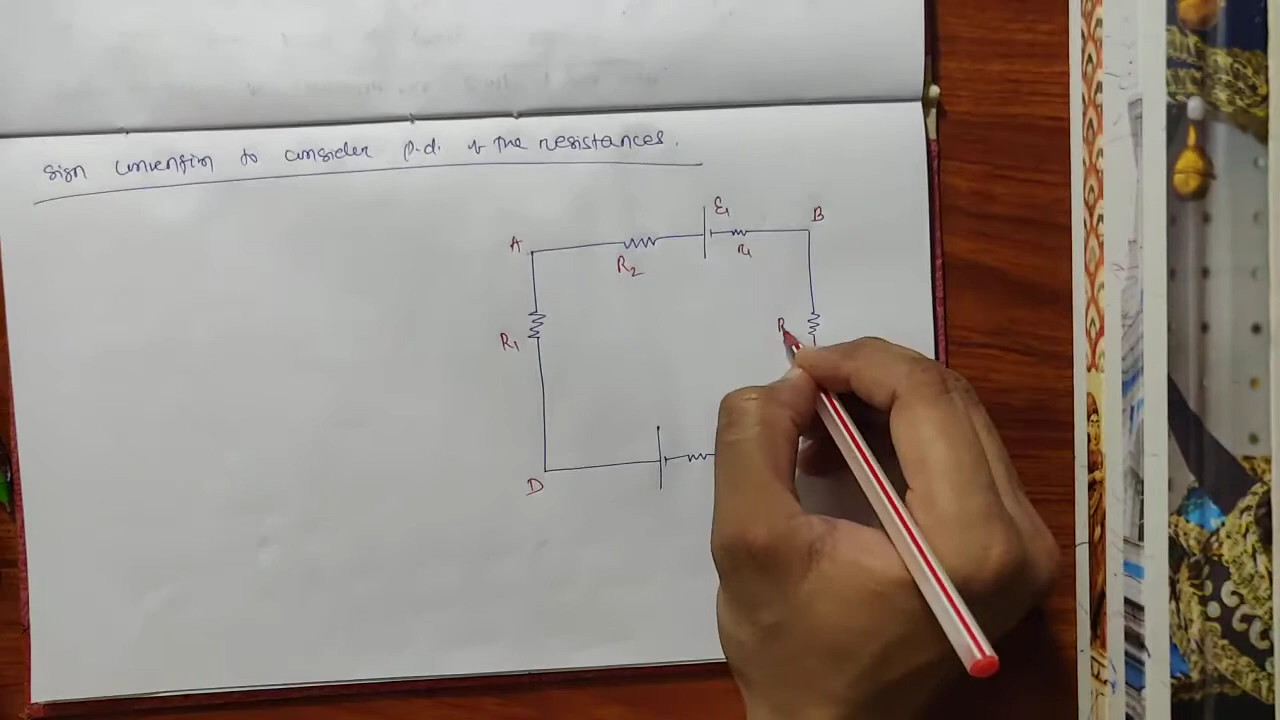 sign convention to consider p.d. of the resistances.
E1
B
A
R2
r1
R
R1
D